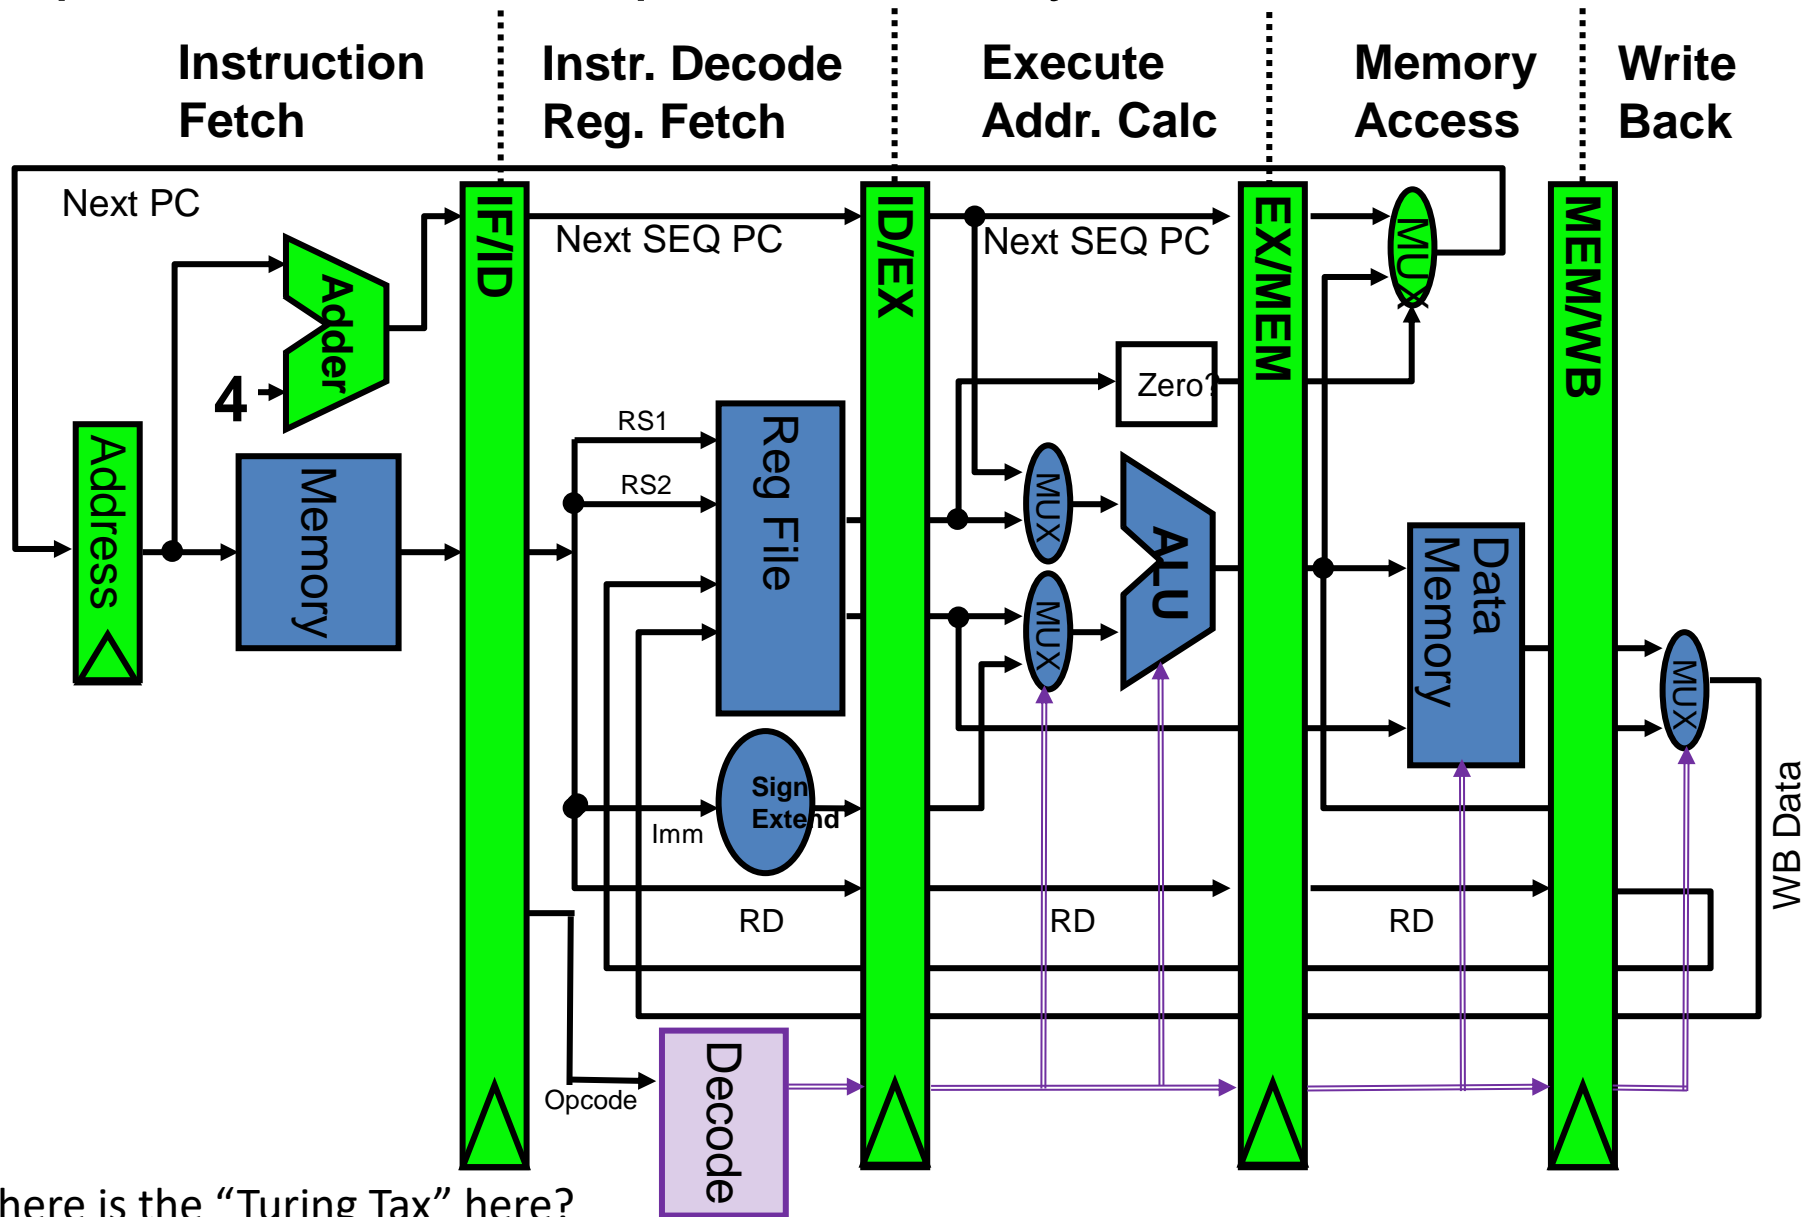 Instruction
Fetch
Instr. Decode
Reg. Fetch
Execute
Addr. Calc
Memory
Access
Write
Back
Next PC
IF/ID
Next SEQ PC
ID/EX
Next SEQ PC
EX/MEM
MUX
MEM/WB
Adder
4
Zero?
Address
Memory
RS1
RS2
Reg File
MUX
MUX
ALU
Data
Memory
MUX
Sign
Extend
Imm
WB Data
RD
RD
RD
Opcode
Decode
here is the “Turing Tax” here?